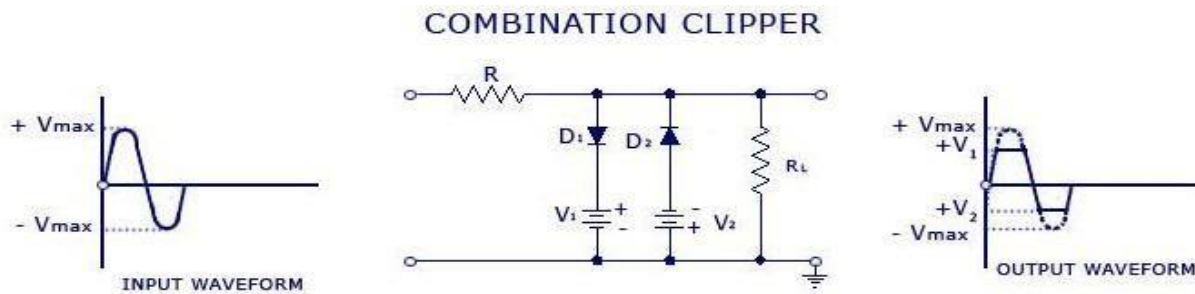 COMBINATION CLIPPER
+ Vmax
- Vmax
INPUT WAVEFORM
R
D₁
D₂
RL
V₁
+
-
-
+
V₂
+ Vmax
+V₁
+V₂
- Vmax
OUTPUT WAVEFORM